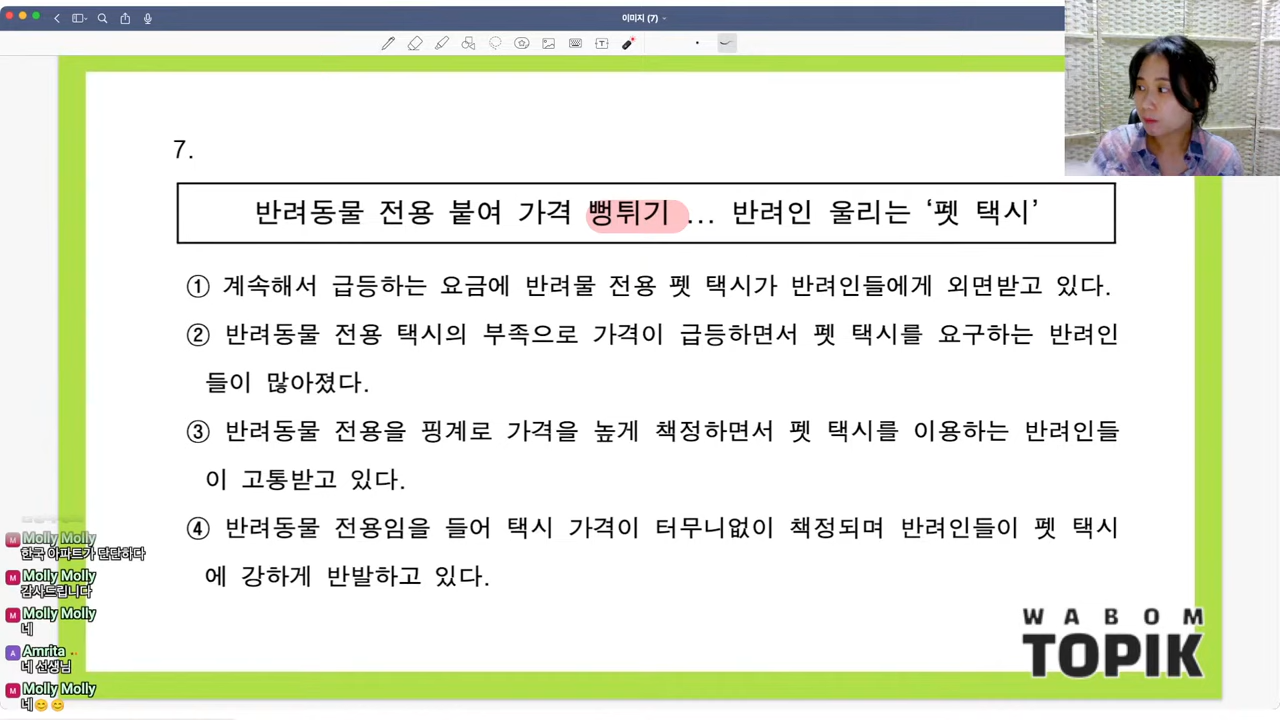 이미지 (7)
7.
반려동물 전용 붙여 가격 뻥튀기 … 반려인 울리는 ‘펫 택시’
① 계속해서 급등하는 요금에 반려물 전용 펫 택시가 반려인들에게 외면받고 있다.
② 반려동물 전용 택시의 부족으로 가격이 급등하면서 펫 택시를 요구하는 반려인
들이 많아졌다.
③ 반려동물 전용을 핑계로 가격을 높게 책정하면서 펫 택시를 이용하는 반려인들
이 고통받고 있다.
④ 반려동물 전용임을 들어 택시 가격이 터무니없이 책정되며 반려인들이 펫 택시
에 강하게 반발하고 있다.
M Molly Molly
한국 아파트가 단단하다
M Molly Molly
감사드립니다
M Molly Molly
네
A Amrita
네 선생님
M Molly Molly
네😊😊
WABOM
TOPIK